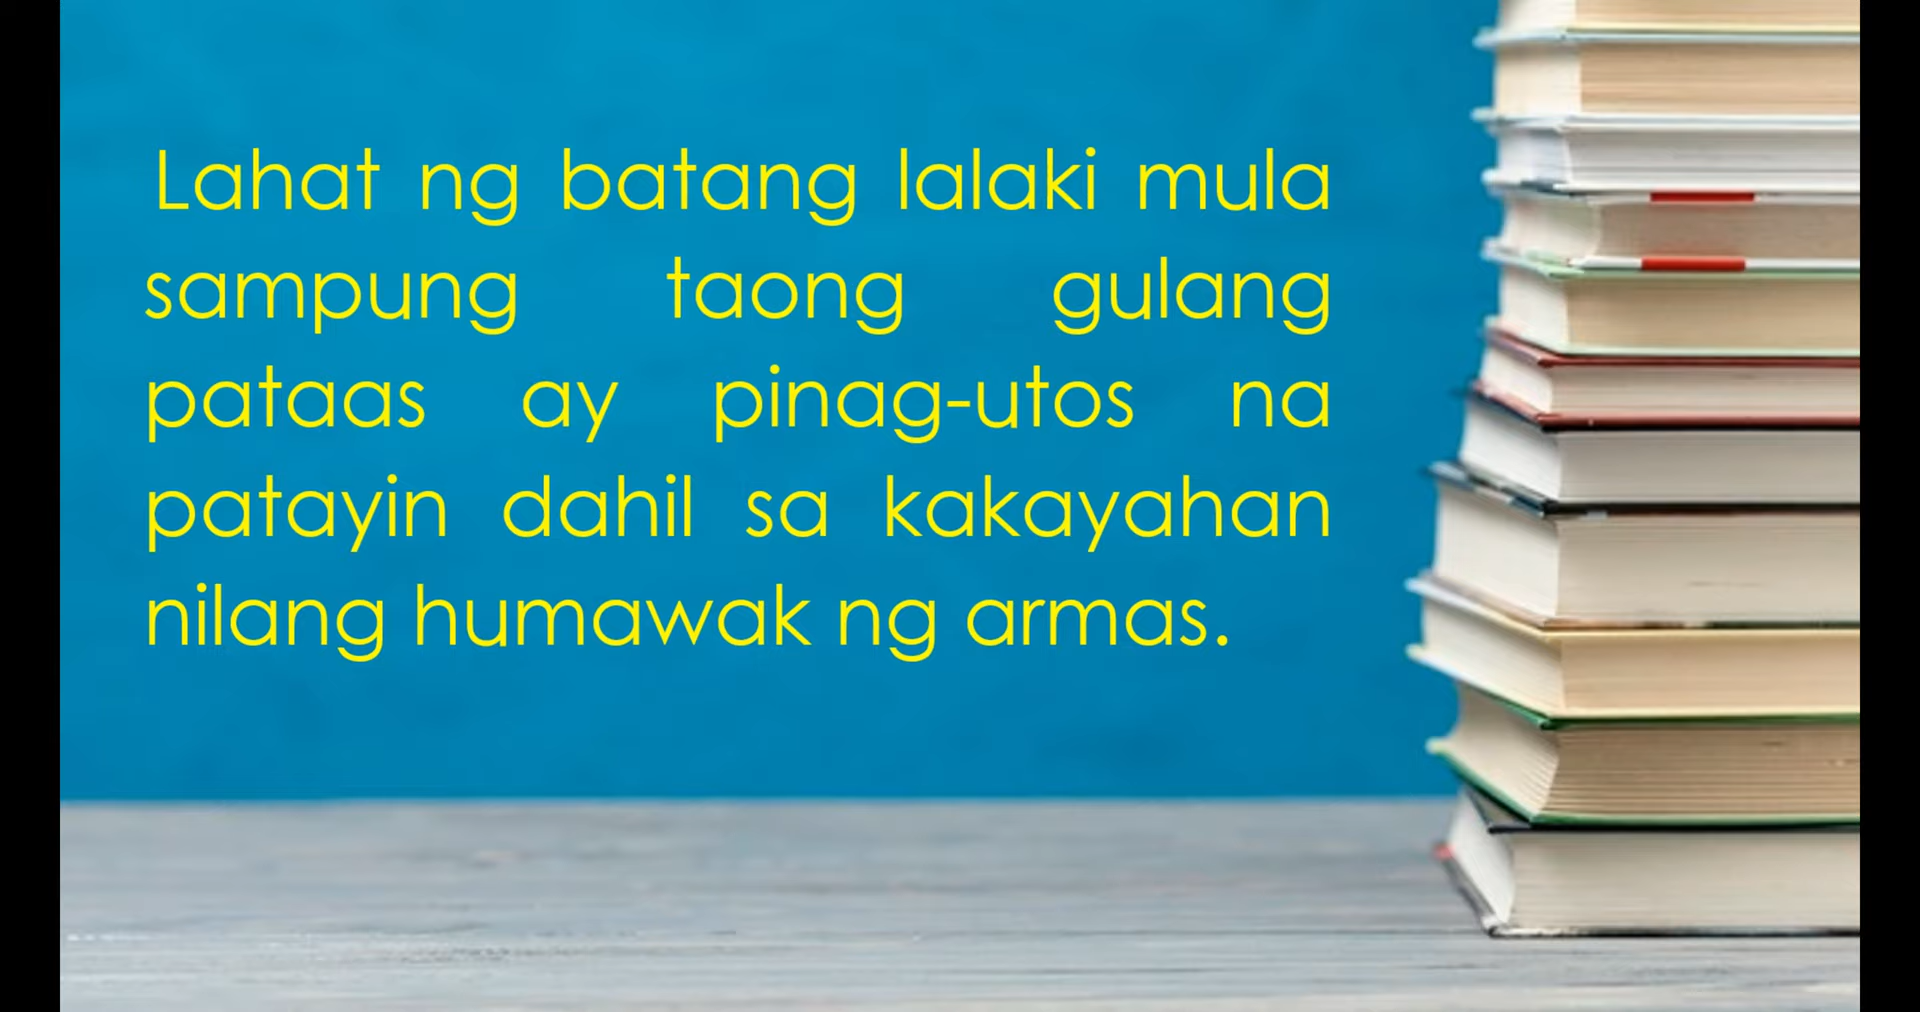 Lahat ng batang lalaki mula
sampung taong gulang
pataas ay pinag-utos na
patayin dahil sa kakayahan
nilang humawak ng armas.